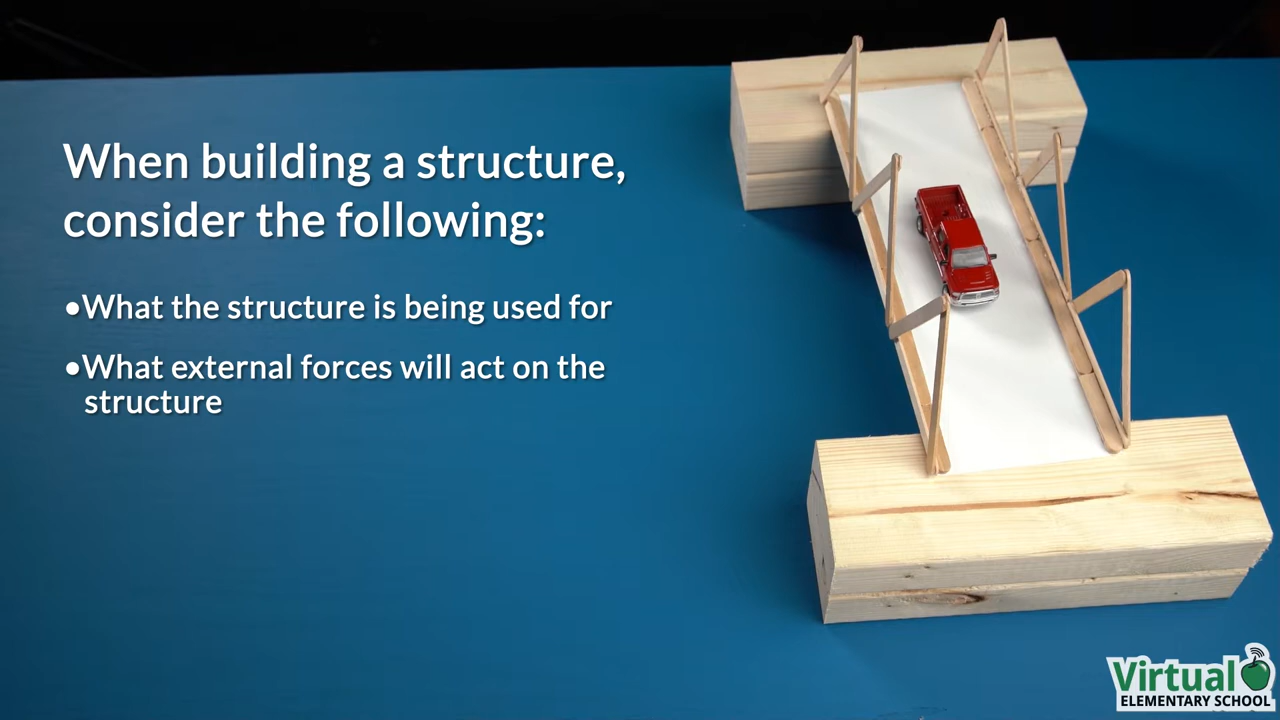 When building a structure,
consider the following:
•What the structure is being used for
•What external forces will act on the
structure
Virtual
ELEMENTARY SCHOOL